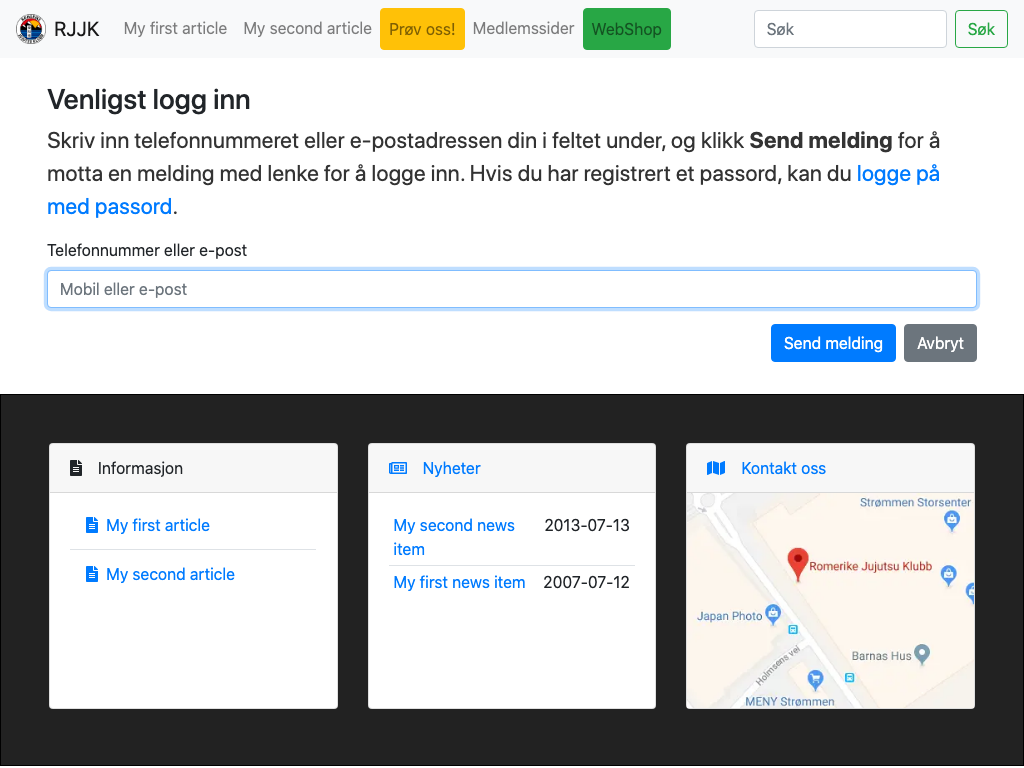 RJJK My first article My second article Prøv oss! Medlemssider WebShop Søk Søk
Venligst logg inn
Skriv inn telefonnummeret eller e-postadressen din i feltet under, og klikk Send melding for å
motta en melding med lenke for å logge inn. Hvis du har registrert et passord, kan du logge på
med passord.
Telefonnummer eller e-post
Mobil eller e-post
Send melding Avbryt
Informasjon
My first article
My second article
Nyheter
My second news 2013-07-13
item
My first news item 2007-07-12
Kontakt oss
Strømmen Storsenter
Romerike Jujutsu Klubb
Japan Photo
Barnas Hus
Holmsens vei
MENY Strømmen